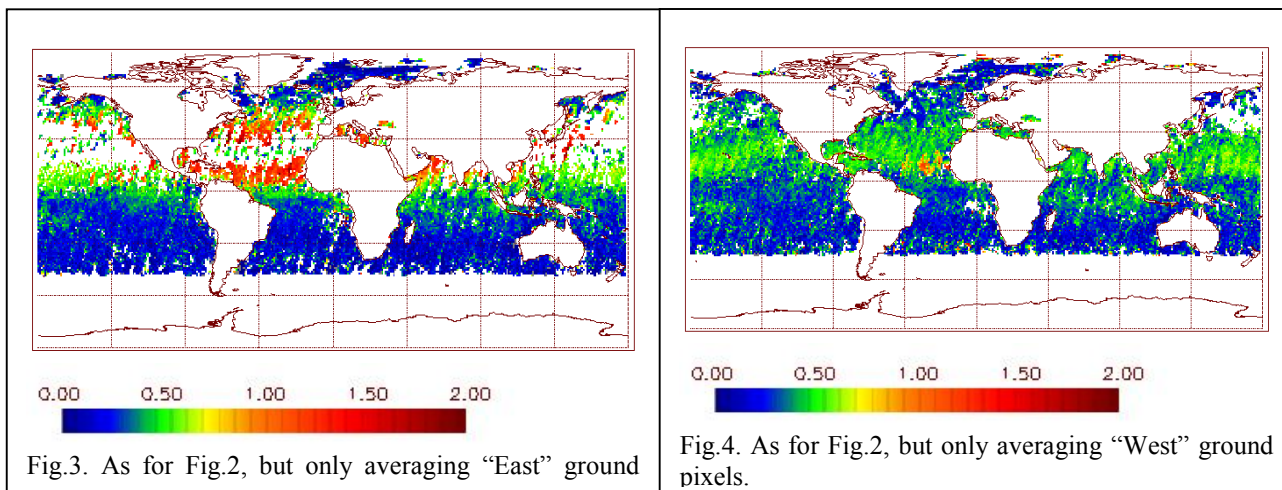 0.00 0.50 1.00 1.50 2.00
Fig.3. As for Fig.2, but only averaging “East” ground
0.00 0.50 1.00 1.50 2.00
Fig.4. As for Fig.2, but only averaging “West” ground
pixels.